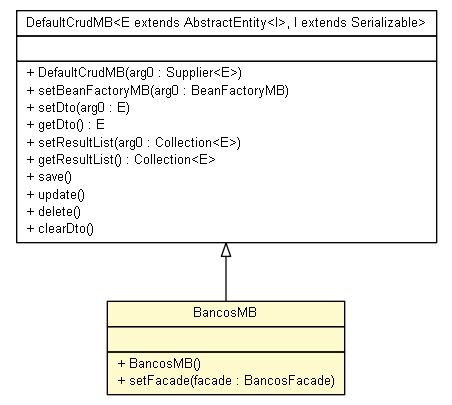 DefaultCrudMB<E extends AbstractEntity<I>, I extends Serializable>
+ DefaultCrudMB(arg0 : Supplier<E>)
+ setBeanFactoryMB(arg0 : BeanFactoryMB)
+ setDto(arg0 : E)
+ getDto() : E
+ setResultList(arg0 : Collection<E>)
+ getResultList() : Collection<E>
+ save()
+ update()
+ delete()
+ clearDto()
BancosMB
+ BancosMB()
+ setFacade(facade : BancosFacade)